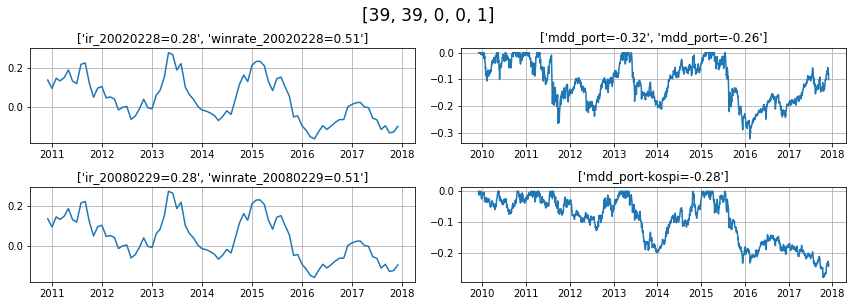 [39, 39, 0, 0, 1]
['ir_20020228=0.28', 'winrate_20020228=0.51']
0.2
0.0
2011 2012 2013 2014 2015 2016 2017 2018
['mdd_port=-0.32', 'mdd_port=-0.26']
0.0
−0.1
−0.2
−0.3
2010 2011 2012 2013 2014 2015 2016 2017 2018
['ir_20080229=0.28', 'winrate_20080229=0.51']
0.2
0.0
2011 2012 2013 2014 2015 2016 2017 2018
['mdd_port-kospi=-0.28']
0.0
−0.1
−0.2
2010 2011 2012 2013 2014 2015 2016 2017 2018